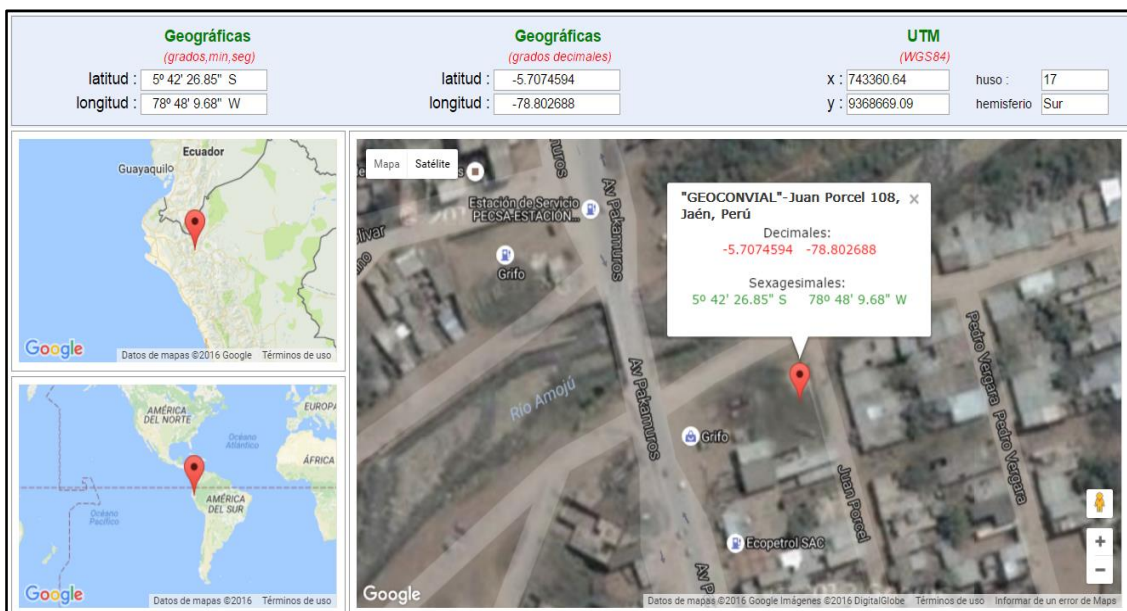 Geográficas
(grados,min,seg)
latitud : 5º 42' 26.85" S
longitud : 78º 48' 9.68" W
Geográficas
(grados decimales)
latitud : -5.7074594
longitud : -78.802688
UTM
(WGS84)
x : 743360.64 huso : 17
y : 9368669.09 hemisferio Sur
Ecuador
Guayaquilo
Google
Datos de mapas ©2016 Google Términos de uso
AMÉRICA
DEL NORTE
EUROPA
Océano
Atlántico
ÁFRICA
AMÉRICA
DEL SUR
Océano
Pacífico
Google
Datos de mapas ©2016 Términos de uso
Mapa Satélite
Estación de Servicio
PECSA-ESTACIÓN...
Grifo
Av Pakamuros
"GEOCONVIAL"-Juan Porcel 108,
Jaén, Perú
×
Decimales:
-5.7074594 -78.802688
Sexagesimales:
5º 42' 26.85" S 78º 48' 9.68" W
Río Amojú
Av Pakamuros
Grifo
Pedro Vergara
Pedro Vergara
Juan Porcel
Ecopetrol SAC
Av P
+
−
Google
Datos de mapas ©2016 Google Imágenes ©2016 DigitalGlobe Términos de uso Informar de un error de Maps